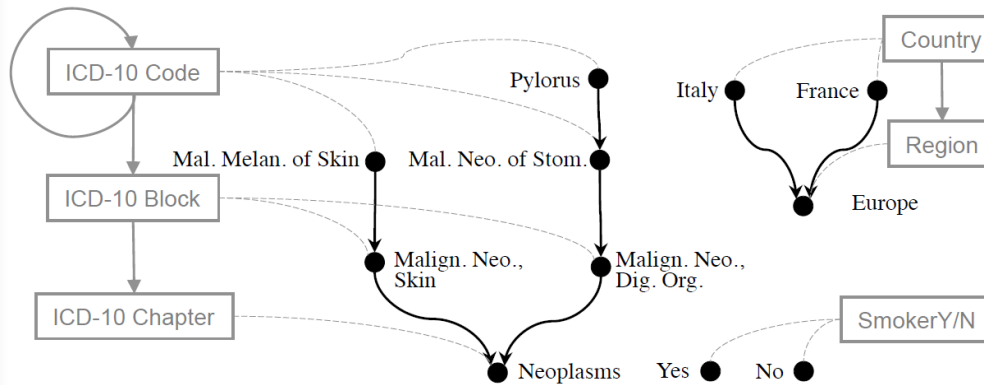 ICD-10 Code
Pylorus
Country
Italy
France
Mal. Melan. of Skin
Mal. Neo. of Stom.
Region
ICD-10 Block
Europe
Malign. Neo.,
Skin
Malign. Neo.,
Dig. Org.
ICD-10 Chapter
SmokerY/N
Neoplasms
Yes
No